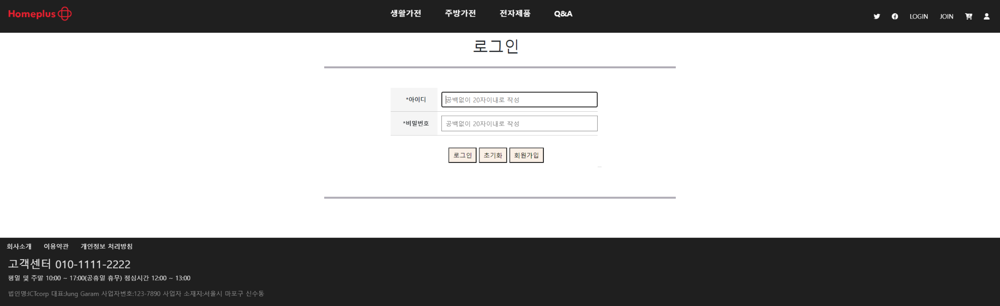 Homeplus
생활가전 주방가전 전자제품 Q&A
LOGIN JOIN
로그인
*아이디 공백없이 20자이내로 작성
*비밀번호 공백없이 20자이내로 작성
로그인 초기화 회원가입
회사소개 이용약관 개인정보 처리방침
고객센터 010-1111-2222
평일 및 주말 10:00 ~ 17:00(공휴일 휴무) 점심시간 12:00 ~ 13:00
법인명:ICTcorp 대표:Jung Garam 사업자번호:123-7890 사업자 소재지:서울시 마포구 신수동